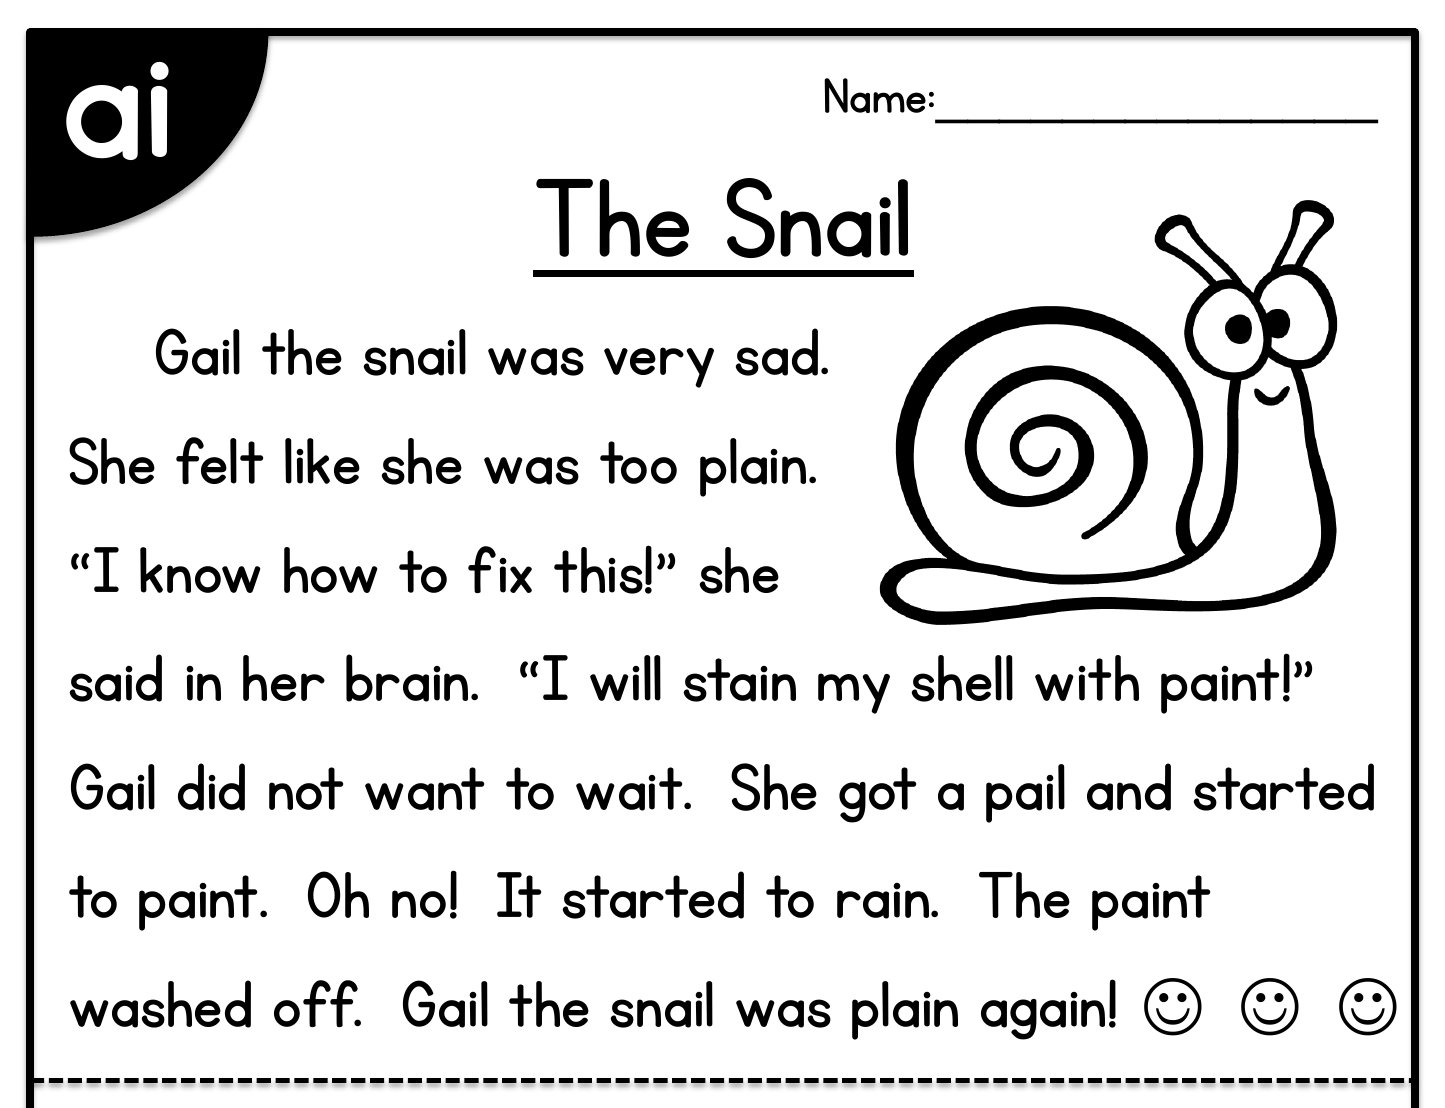 ai
Name:
The Snail
Gail the snail was very sad.
She felt like she was too plain.
“I know how to fix this!” she
said in her brain. “I will stain my shell with paint!”
Gail did not want to wait. She got a pail and started
to paint. Oh no! It started to rain. The paint
washed off. Gail the snail was plain again!